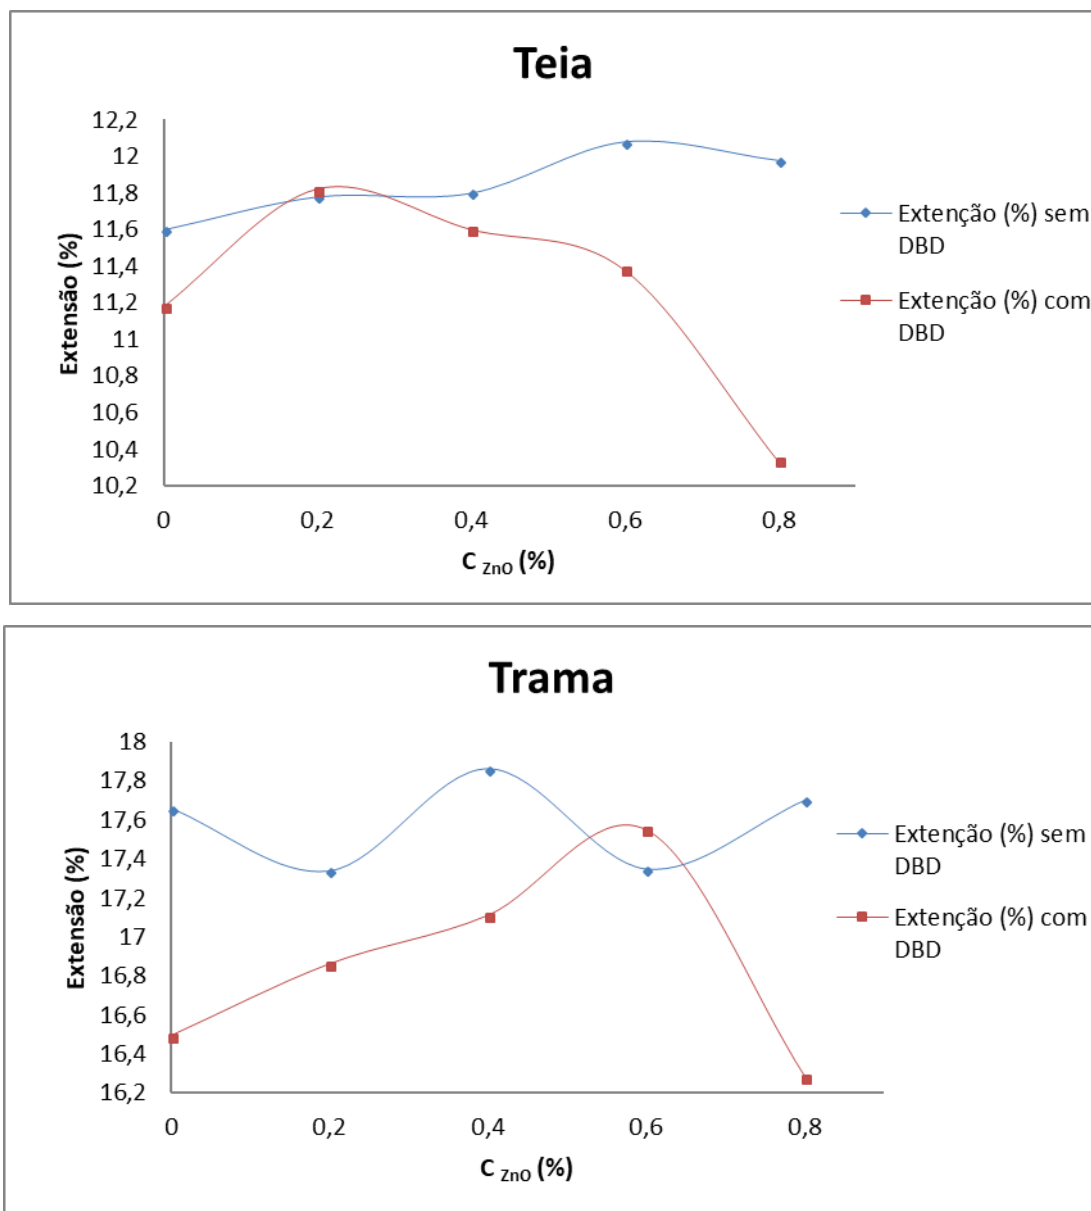 Teia
12,2
12
11,8
11,6
11,4
11,2
11
10,8
10,6
10,4
10,2
Extensão (%)
0 0,2 0,4 0,6 0,8
C ZnO (%)
Extenção (%) sem
DBD
Extenção (%) com
DBD
Trama
18
17,8
17,6
17,4
17,2
17
16,8
16,6
16,4
16,2
Extensão (%)
0 0,2 0,4 0,6 0,8
C ZnO (%)
Extenção (%) sem
DBD
Extenção (%) com
DBD